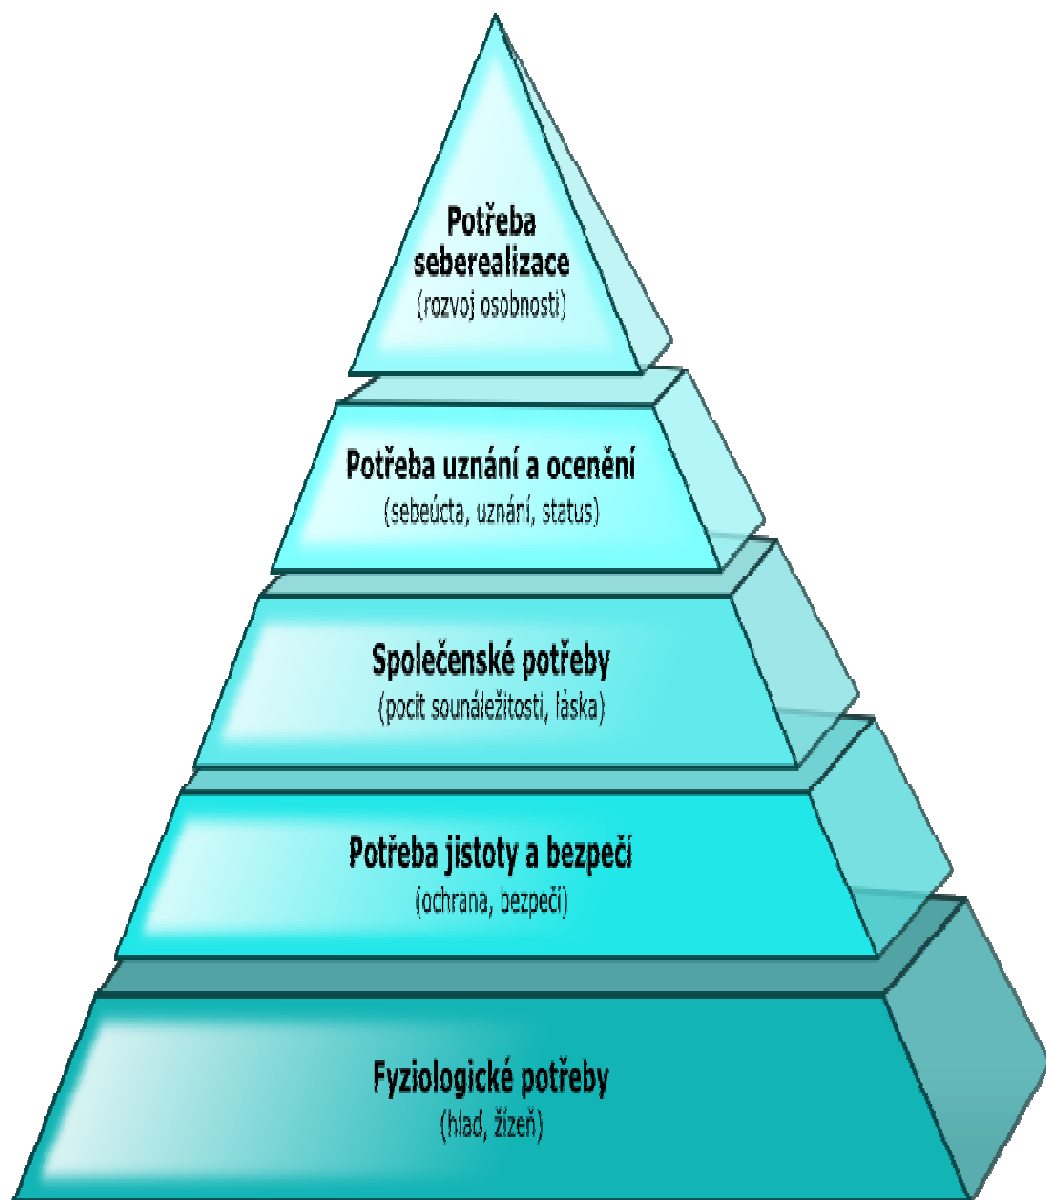 Potřeba
seberealizace
(rozvoj osobnosti)
Potřeba uznání a ocenění
(sebeúcta, uznání, status)
Společenské potřeby
(pocit sounáležitosti, láska)
Potřeba jistoty a bezpečí
(ochrana, bezpečí)
Fyziologické potřeby
(hlad, žízeň)